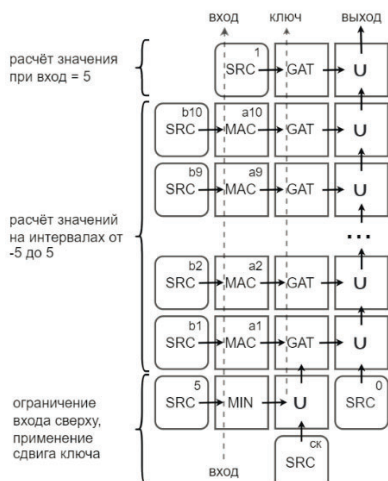 вход ключ выход
расчёт значения
при вход = 5
1
SRC GAT U
b10 a10
SRC MAC GAT U
b9 a9
SRC MAC GAT U
расчёт значений
на интервалах от
-5 до 5
...
b2 a2
SRC MAC GAT U
b1 a1
SRC MAC GAT U
ограничение
входа сверху,
применение
сдвига ключа
5 0
SRC MIN U SRC
ск
SRC
вход